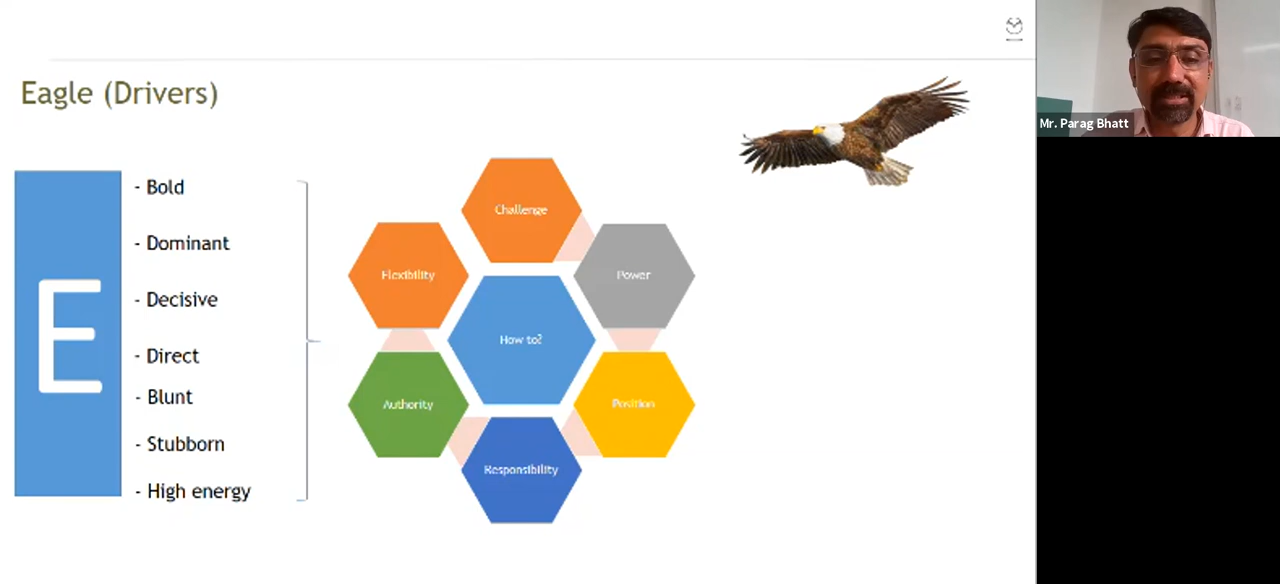 Eagle (Drivers)
E
- Bold
- Dominant
- Decisive
- Direct
- Blunt
- Stubborn
- High energy
Challenge
Flexibility
Power
How to?
Authority
Position
Responsibility
Mr. Parag Bhatt